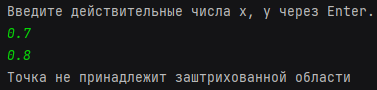 Введите действительные числа x, y через Enter.
0.7
0.8
Точка не принадлежит заштрихованной области